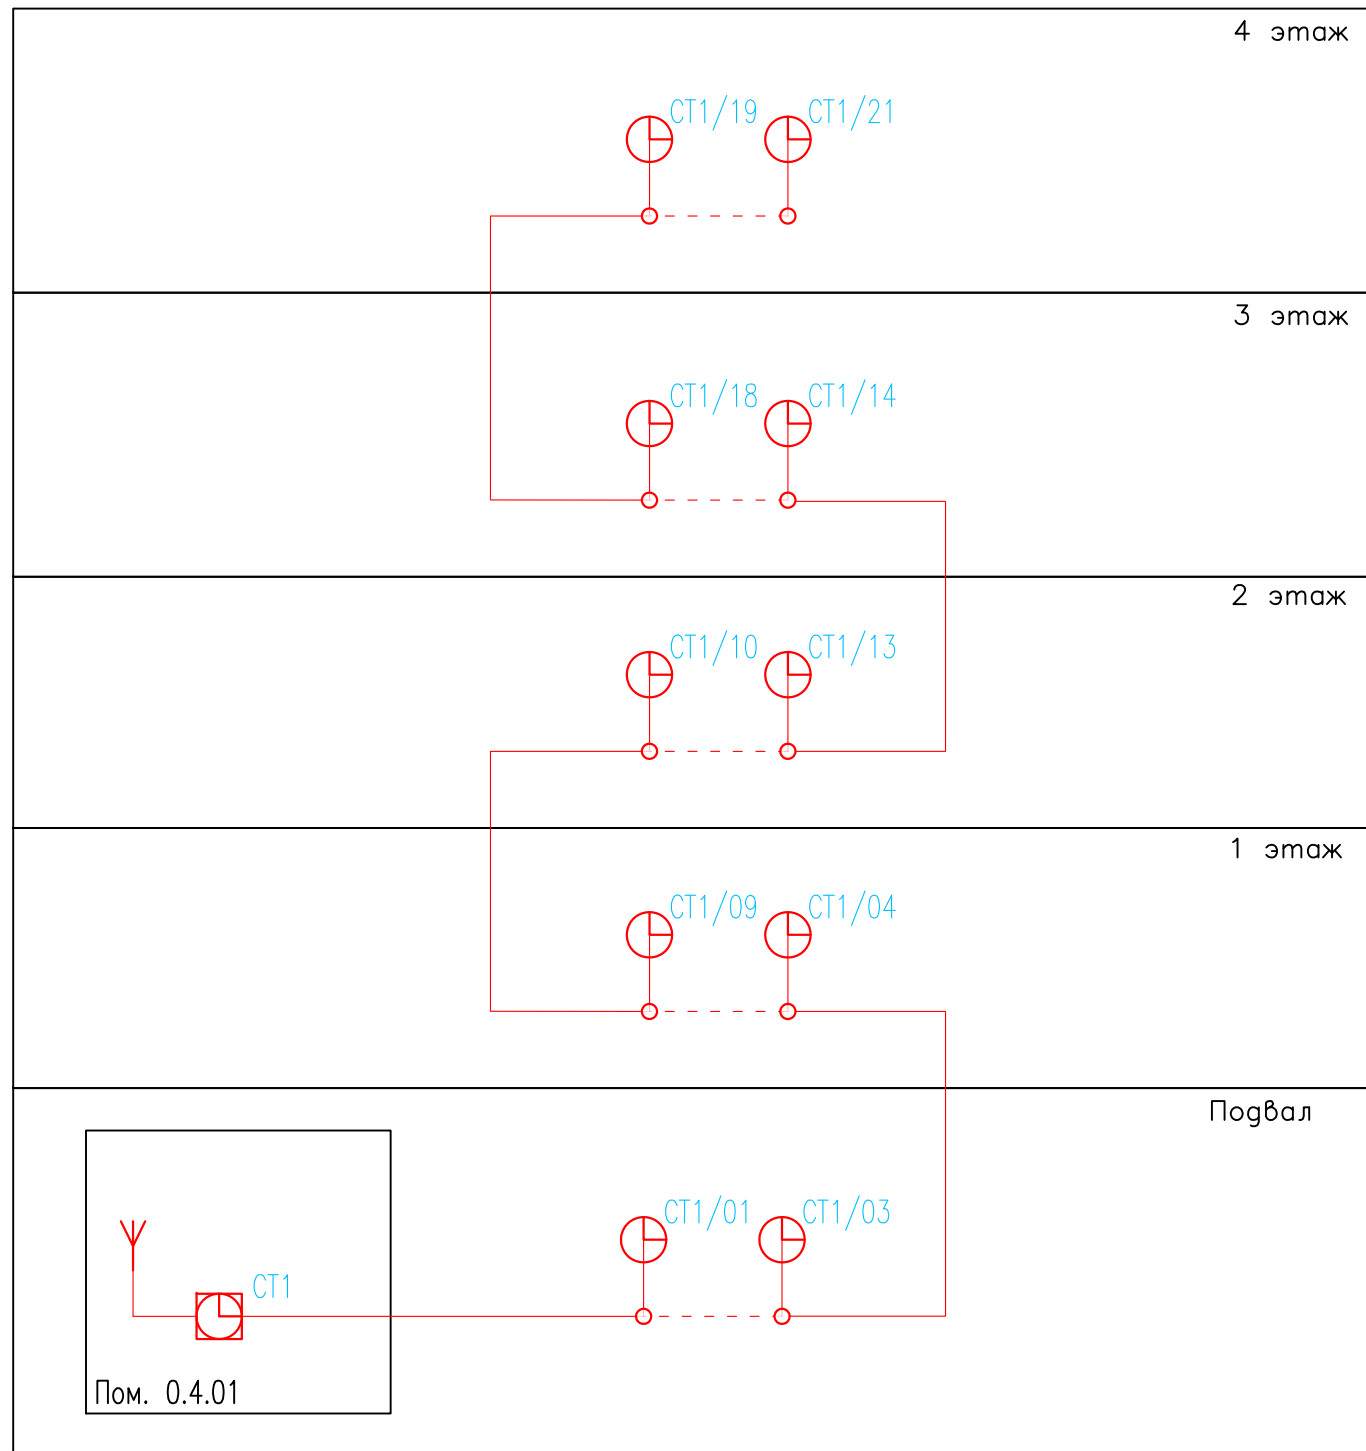 4 этаж
СТ1/19 СТ1/21
3 этаж
СТ1/18 СТ1/14
2 этаж
СТ1/10 СТ1/13
1 этаж
СТ1/09 СТ1/04
Подвал
СТ1/01 СТ1/03
СТ1
Пом. 0.4.01